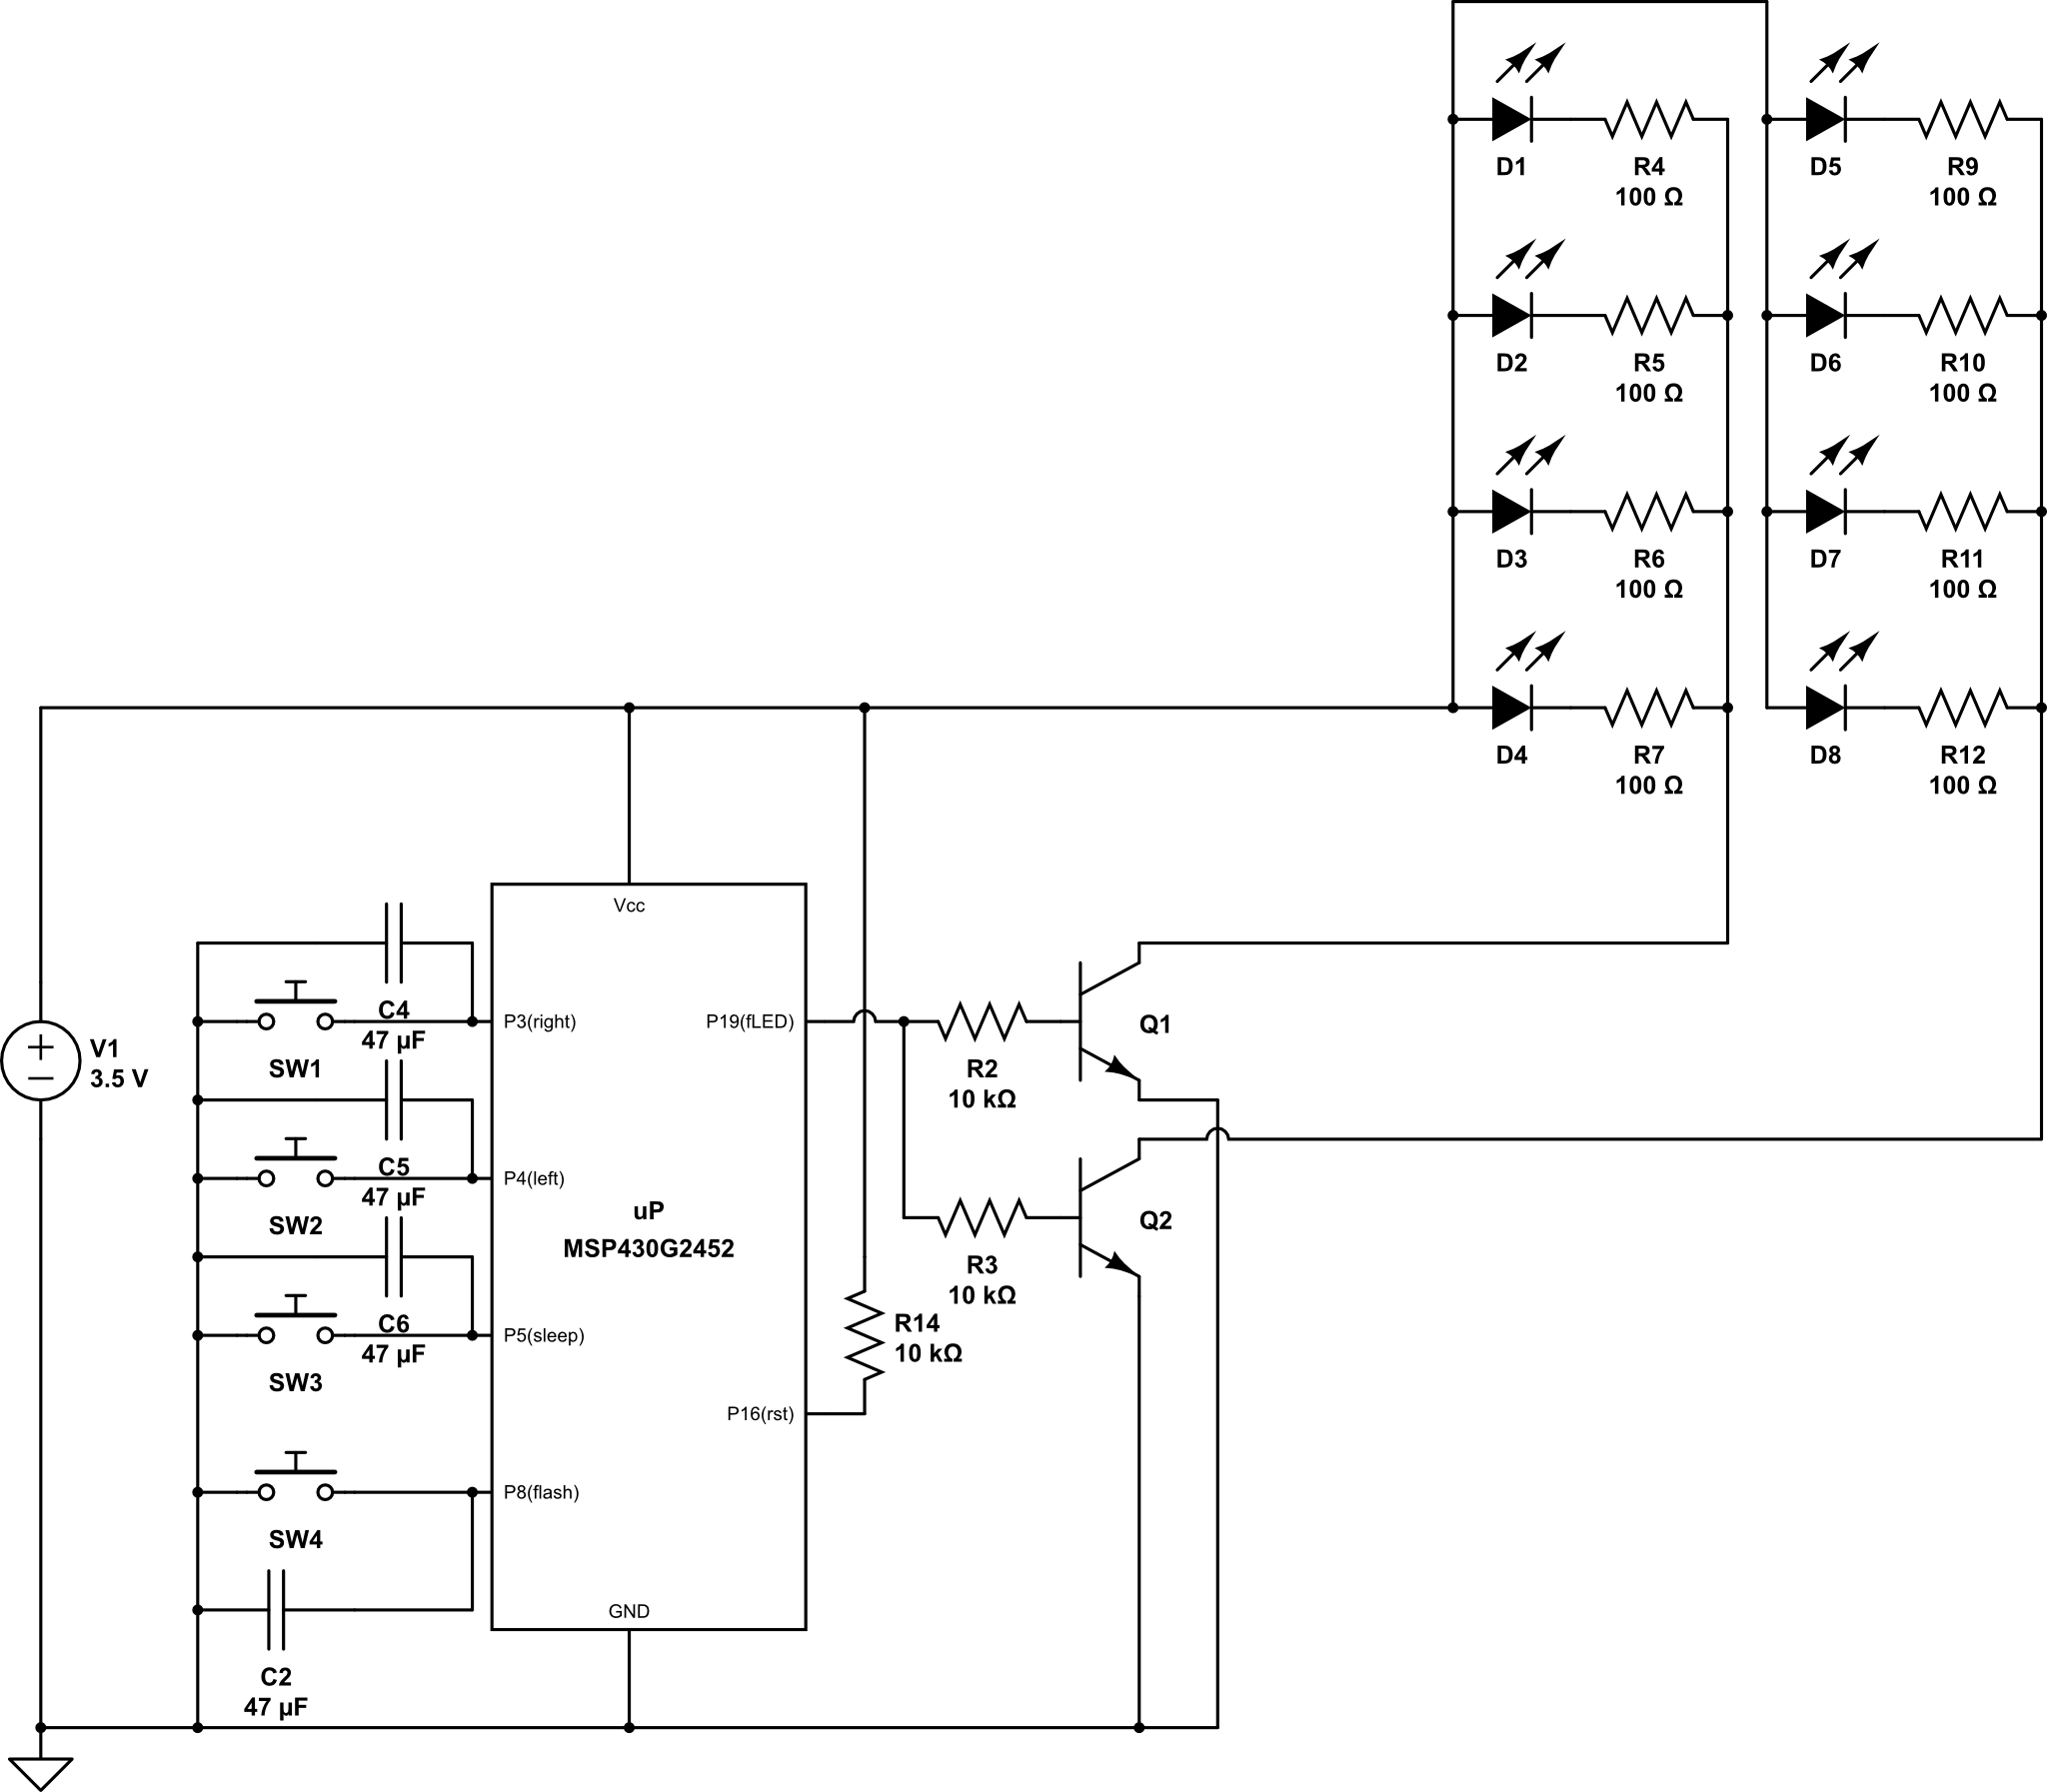 D1
R4
100 Ω
D5
R9
100 Ω
D2
R5
100 Ω
D6
R10
100 Ω
D3
R6
100 Ω
D7
R11
100 Ω
D4
R7
100 Ω
D8
R12
100 Ω
V1
3.5 V
C4
47 µF
SW1
C5
47 µF
SW2
C6
47 µF
SW3
SW4
C2
47 µF
Vcc
P3(right)
P19(fLED)
P4(left)
uP
MSP430G2452
P5(sleep)
P16(rst)
P8(flash)
GND
R2
10 kΩ
Q1
R3
10 kΩ
Q2
R14
10 kΩ